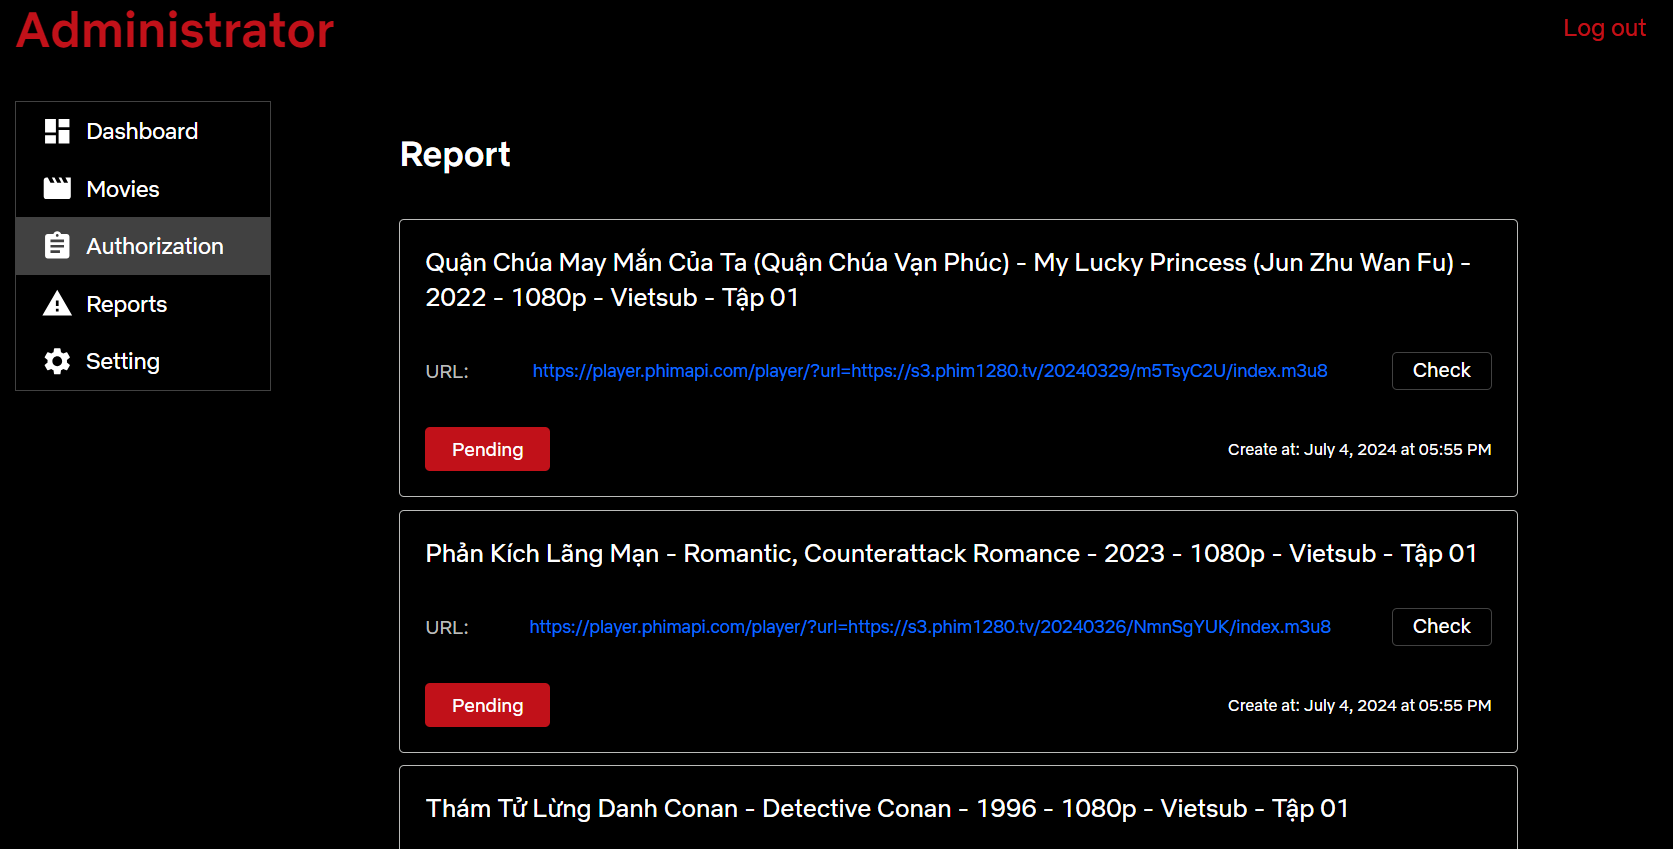 Administrator
Log out
Dashboard
Movies
Authorization
Reports
Setting
Report
Quận Chúa May Mắn Của Ta (Quận Chúa Vạn Phúc) - My Lucky Princess (Jun Zhu Wan Fu) -
2022 - 1080p - Vietsub - Tập 01
URL: https://player.phimapi.com/player/?url=https://s3.phim1280.tv/20240329/m5TsyC2U/index.m3u8 Check
Pending Create at: July 4, 2024 at 05:55 PM
Phản Kích Lãng Mạn - Romantic, Counterattack Romance - 2023 - 1080p - Vietsub - Tập 01
URL: https://player.phimapi.com/player/?url=https://s3.phim1280.tv/20240326/NmnSgYUK/index.m3u8 Check
Pending Create at: July 4, 2024 at 05:55 PM
Thám Tử Lừng Danh Conan - Detective Conan - 1996 - 1080p - Vietsub - Tập 01